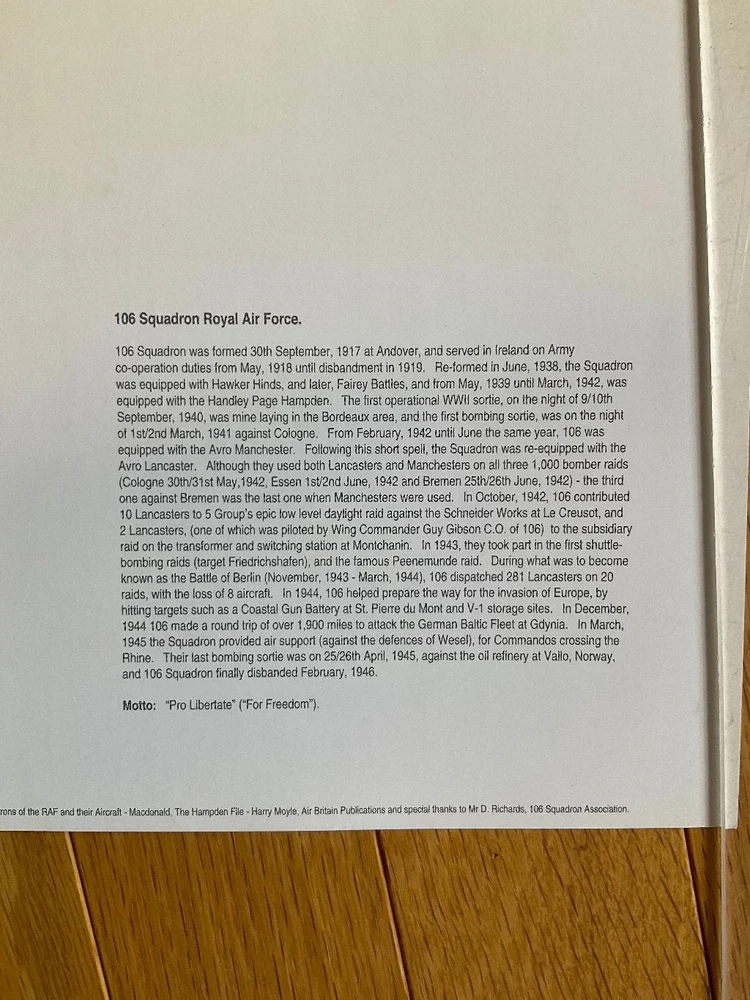 106 Squadron Royal Air Force.
106 Squadron was formed 30th September, 1917 at Andover, and served in Ireland on Army
co-operation duties from May, 1918 until disbandment in 1919. Re-formed in June, 1938, the Squadron
was equipped with Hawker Hinds, and later, Fairey Battles, and from May, 1939 until March, 1942, was
equipped with the Handley Page Hampden. The first operational WWII sortie, on the night of 9/10th
September, 1940, was mine laying in the Bordeaux area, and the first bombing sortie, was on the night
of 1st/2nd March, 1941 against Cologne. From February, 1942 until June the same year, 106 was
equipped with the Avro Manchester. Following this short spell, the Squadron was re-equipped with the
Avro Lancaster. Although they used both Lancasters and Manchesters on all three 1,000 bomber raids
(Cologne 30th/31st May,1942, Essen 1st/2nd June, 1942 and Bremen 25th/26th June, 1942) - the third
one against Bremen was the last one when Manchesters were used. In October, 1942, 106 contributed
10 Lancasters to 5 Group's epic low level daylight raid against the Schneider Works at Le Creusot, and
2 Lancasters, (one of which was piloted by Wing Commander Guy Gibson C.O. of 106) to the subsidiary
raid on the transformer and switching station at Montchanin. In 1943, they took part in the first shuttle-
bombing raids (target Friedrichshafen), and the famous Peenemunde raid. During what was to become
known as the Battle of Berlin (November, 1943 - March, 1944), 106 dispatched 281 Lancasters on 20
raids, with the loss of 8 aircraft. In 1944, 106 helped prepare the way for the invasion of Europe, by
hitting targets such as a Coastal Gun Battery at St. Pierre du Mont and V-1 storage sites. In December,
1944 106 made a round trip of over 1,900 miles to attack the German Baltic Fleet at Gdynia. In March,
1945 the Squadron provided air support (against the defences of Wesel), for Commandos crossing the
Rhine. Their last bombing sortie was on 25/26th April, 1945, against the oil refinery at Vallo, Norway,
and 106 Squadron finally disbanded February, 1946.
Motto: "Pro Libertate" ("For Freedom").
rons of the RAF and their Aircraft - Macdonald, The Hampden File - Harry Moyle, Air Britain Publications and special thanks to Mr D. Richards, 106 Squadron Association.